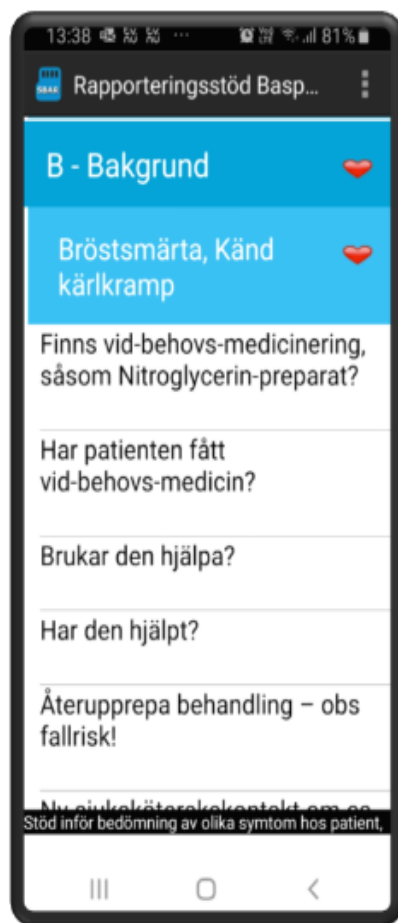 13:38 ... 81%
SBAR
Rapporteringsstöd Basp...
B - Bakgrund
Bröstsmärta, Känd
kärlkramp
Finns vid-behovs-medicinering,
såsom Nitroglycerin-preparat?
Har patienten fått
vid-behovs-medicin?
Brukar den hjälpa?
Har den hjälpt?
Återupprepa behandling – obs
fallrisk!
Stöd inför bedömning av olika symtom hos patient,